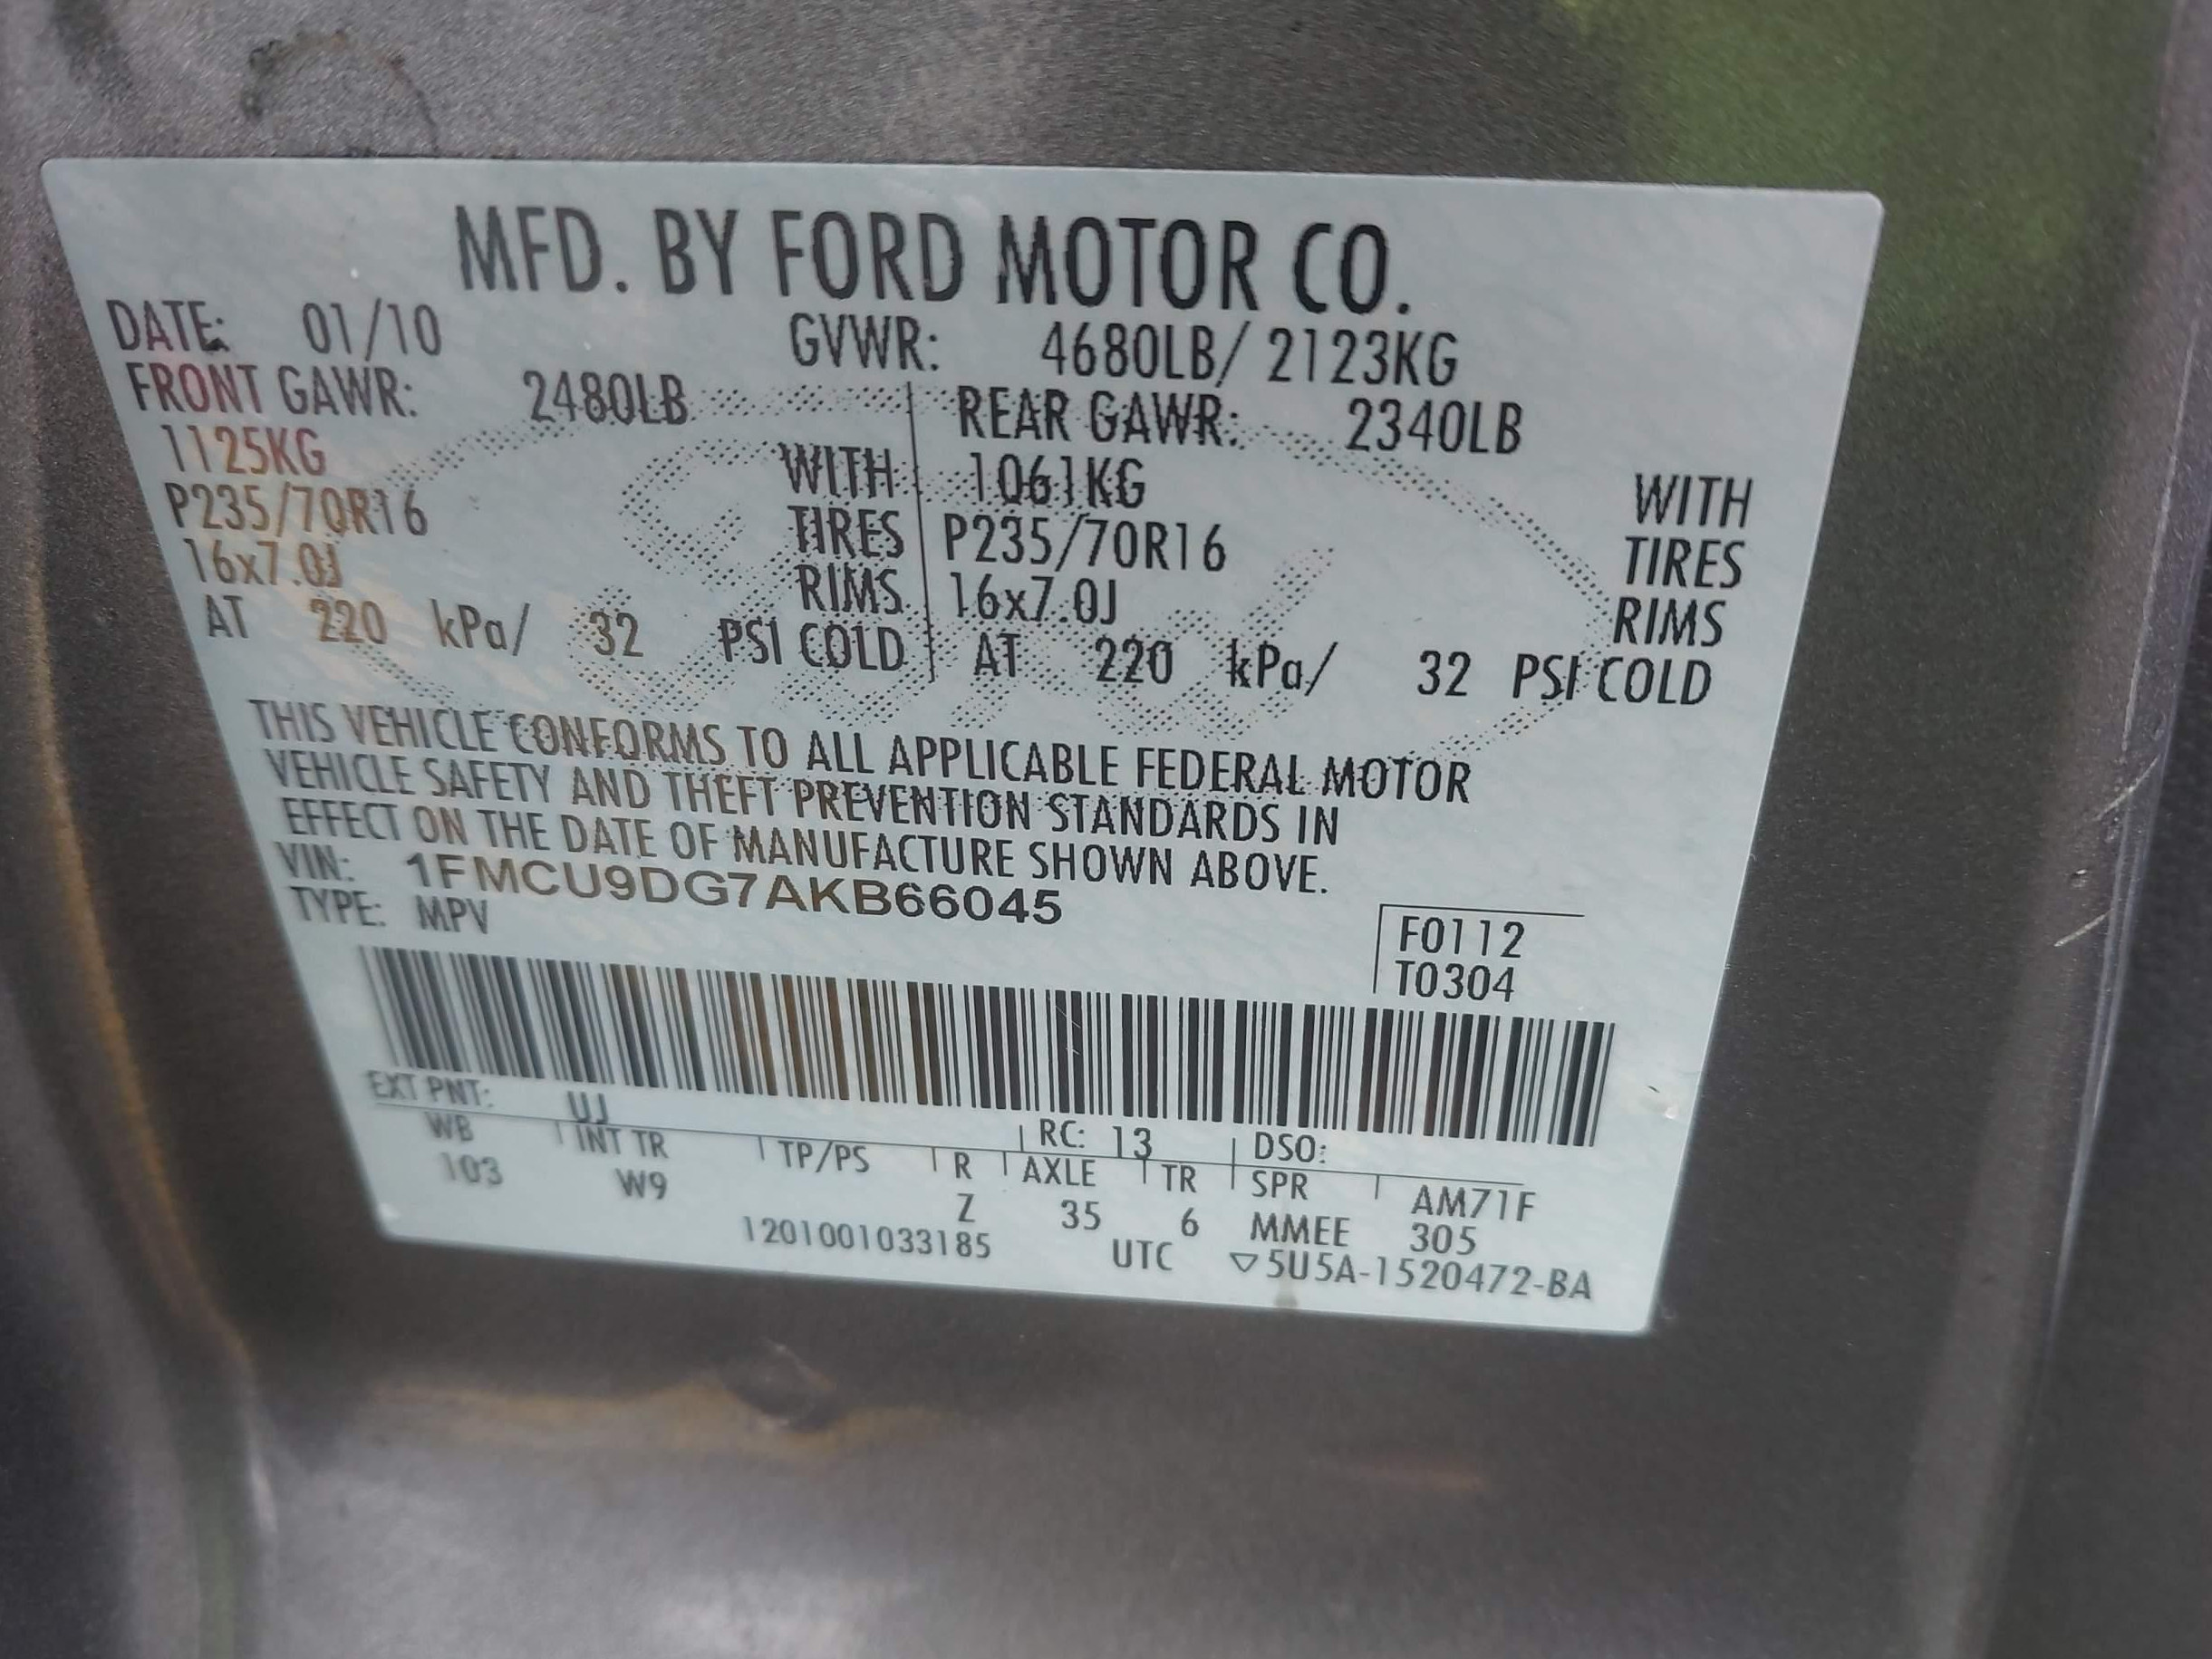 MFD. BY FORD MOTOR CO.
DATE: 01/10 GVWR: 4680LB/ 2123KG
FRONT GAWR: 2480LB REAR GAWR: 2340LB
1125KG WITH 1061KG WITH
P235/70R16 TIRES P235/70R16 TIRES
16x7.0J RIMS 16x7.0J RIMS
AT 220 kPa/ 32 PSI COLD AT 220 kPa/ 32 PSI COLD
THIS VEHICLE CONFORMS TO ALL APPLICABLE FEDERAL MOTOR
VEHICLE SAFETY AND THEFT PREVENTION STANDARDS IN
EFFECT ON THE DATE OF MANUFACTURE SHOWN ABOVE.
VIN: 1FMCU9DG7AKB66045
TYPE: MPV
F0112
T0304
EXT PNT: UJ RC: 13 DSO:
WB INT TR TP/PS R AXLE TR SPR AM71F
103 W9 Z 35 6 MMEE 305
1201001033185 UTC ▽5U5A-1520472-BA